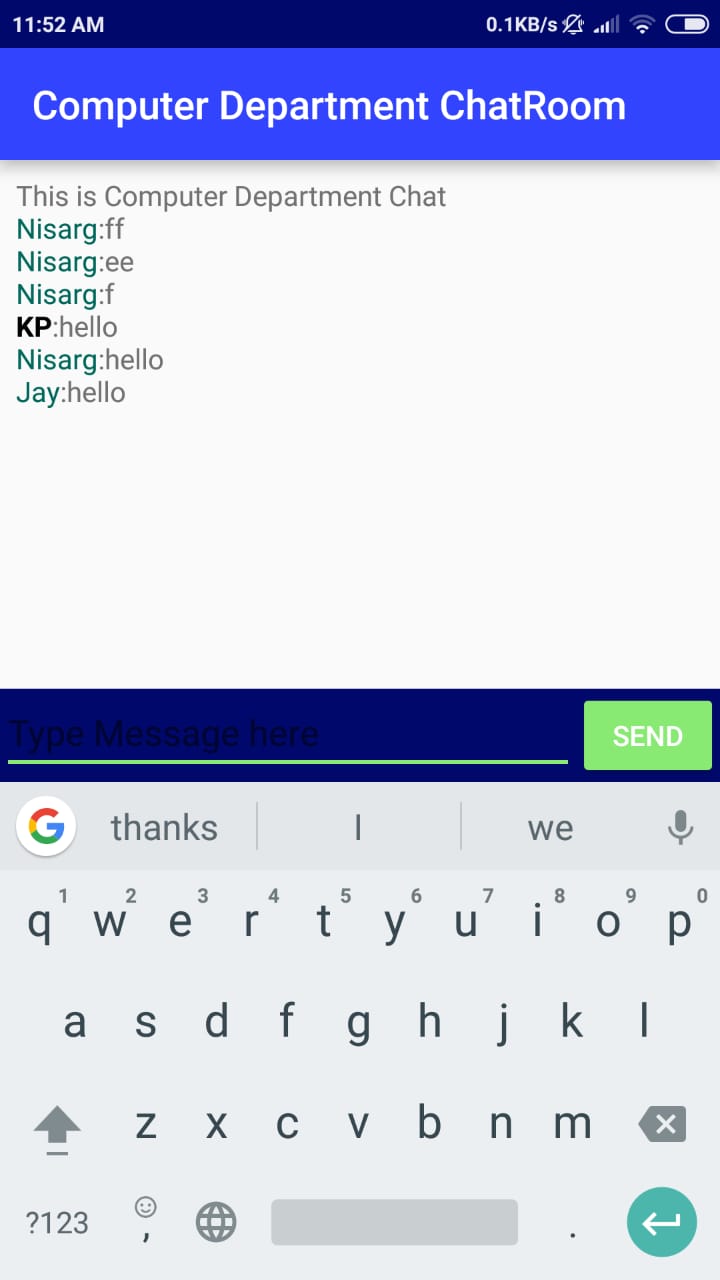 11:52 AM 0.1KB/s
Computer Department ChatRoom
This is Computer Department Chat
Nisarg:ff
Nisarg:ee
Nisarg:f
KP:hello
Nisarg:hello
Jay:hello
Type Message here SEND
G thanks I we
1 2 3 4 5 6 7 8 9 0
q w e r t y u i o p
a s d f g h j k l
z x c v b n m
?123 , .